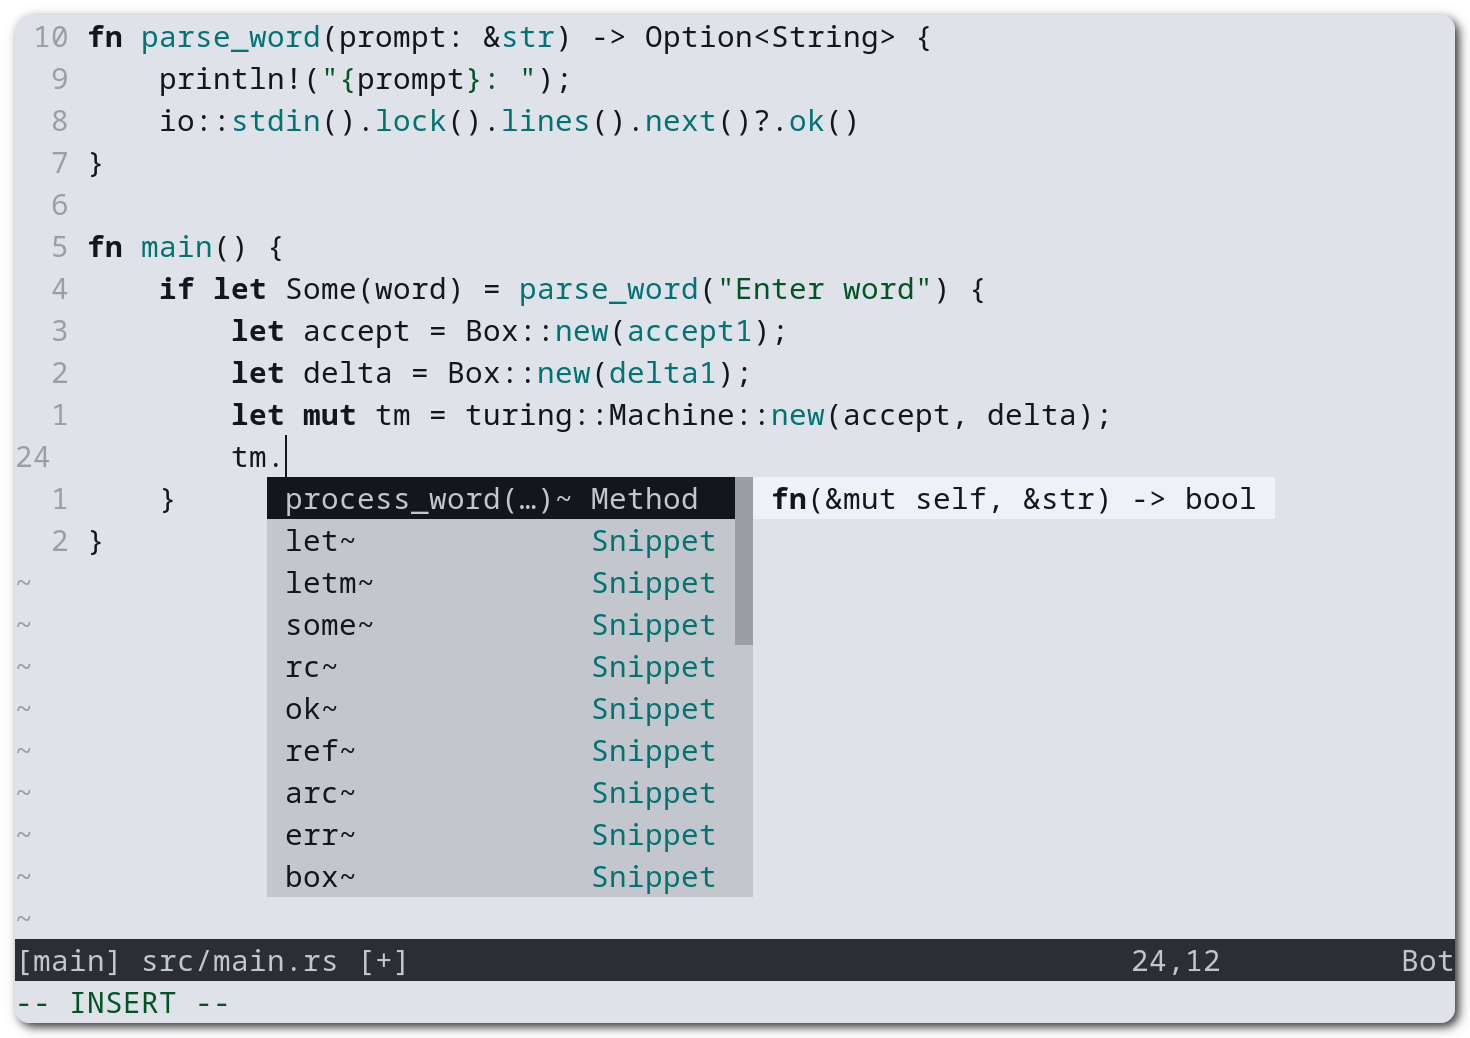 10 fn parse_word(prompt: &str) -> Option<String> {
9     println!("{prompt}: ");
8     io::stdin().lock().lines().next()?.ok()
7 }
6
5 fn main() {
4     if let Some(word) = parse_word("Enter word") {
3         let accept = Box::new(accept1);
2         let delta = Box::new(delta1);
1         let mut tm = turing::Machine::new(accept, delta);
24         tm.
1     } process_word(…)~ Method fn(&mut self, &str) -> bool
2 } let~ Snippet
~ letm~ Snippet
~ some~ Snippet
~ rc~ Snippet
~ ok~ Snippet
~ ref~ Snippet
~ arc~ Snippet
~ err~ Snippet
~ box~ Snippet
~
[main] src/main.rs [+] 24,12 Bot
-- INSERT --